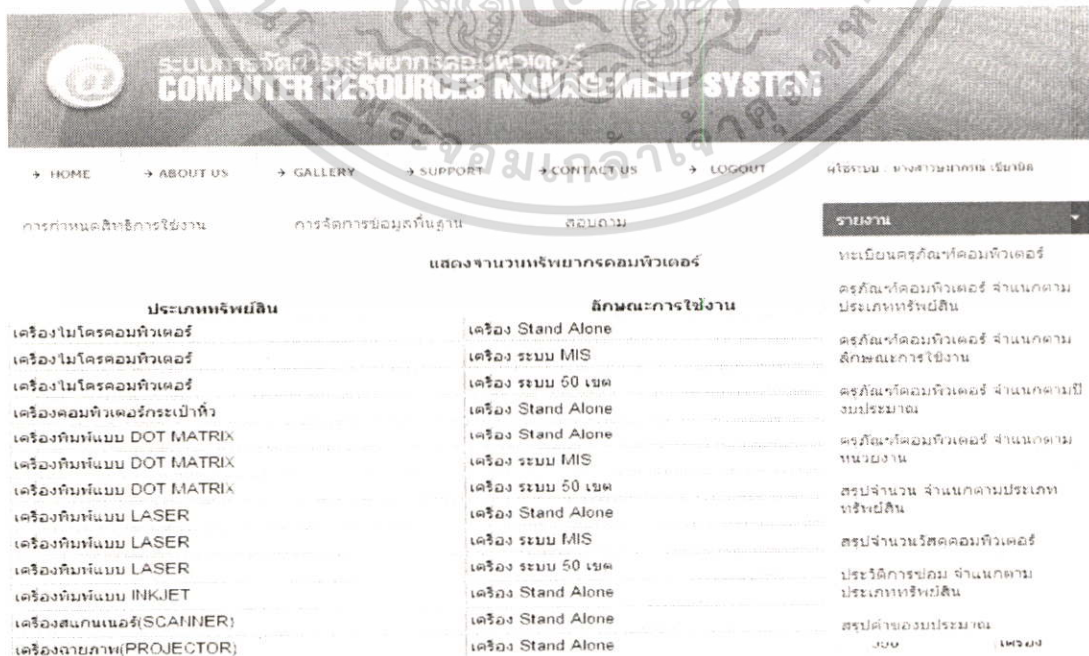 ระบบการจัดการทรัพยากรคอมพิวเตอร์
COMPUTER RESOURCES MANAGEMENT SYSTEM
พระจอมเกล้าเจ้าคุณทหาร
→ HOME → ABOUT US → GALLERY → SUPPORT → CONTACT US → LOGOUT
ผู้ใช้ระบบ : นางสาว
การกำหนดสิทธิการใช้งาน การจัดการข้อมูลพื้นฐาน สอบถาม
แสดงจำนวนทรัพยากรคอมพิวเตอร์
ประเภททรัพย์สิน ลักษณะการใช้งาน
เครื่องไมโครคอมพิวเตอร์ เครื่อง Stand Alone
เครื่องไมโครคอมพิวเตอร์ เครื่อง ระบบ MIS
เครื่องไมโครคอมพิวเตอร์ เครื่อง ระบบ 50 เขต
เครื่องคอมพิวเตอร์กระเป๋าหิ้ว เครื่อง Stand Alone
เครื่องพิมพ์แบบ DOT MATRIX เครื่อง Stand Alone
เครื่องพิมพ์แบบ DOT MATRIX เครื่อง ระบบ MIS
เครื่องพิมพ์แบบ DOT MATRIX เครื่อง ระบบ 50 เขต
เครื่องพิมพ์แบบ LASER เครื่อง Stand Alone
เครื่องพิมพ์แบบ LASER เครื่อง ระบบ MIS
เครื่องพิมพ์แบบ LASER เครื่อง ระบบ 50 เขต
เครื่องพิมพ์แบบ INKJET เครื่อง Stand Alone
เครื่องสแกนเนอร์(SCANNER) เครื่อง Stand Alone
เครื่องฉายภาพ(PROJECTOR) เครื่อง Stand Alone
รายงาน
ทะเบียนครุภัณฑ์คอมพิวเตอร์
ครุภัณฑ์คอมพิวเตอร์ จำแนกตาม
ประเภททรัพย์สิน
ครุภัณฑ์คอมพิวเตอร์ จำแนกตาม
ลักษณะการใช้งาน
ครุภัณฑ์คอมพิวเตอร์ จำแนกตามปี
งบประมาณ
ครุภัณฑ์คอมพิวเตอร์ จำแนกตาม
หน่วยงาน
สรุปจำนวน จำแนกตามประเภท
ทรัพย์สิน
สรุปจำนวนวัสดุคอมพิวเตอร์
ประวัติการซ่อม จำแนกตาม
ประเภททรัพย์สิน
สรุปคำของบประมาณ
เครื่อง